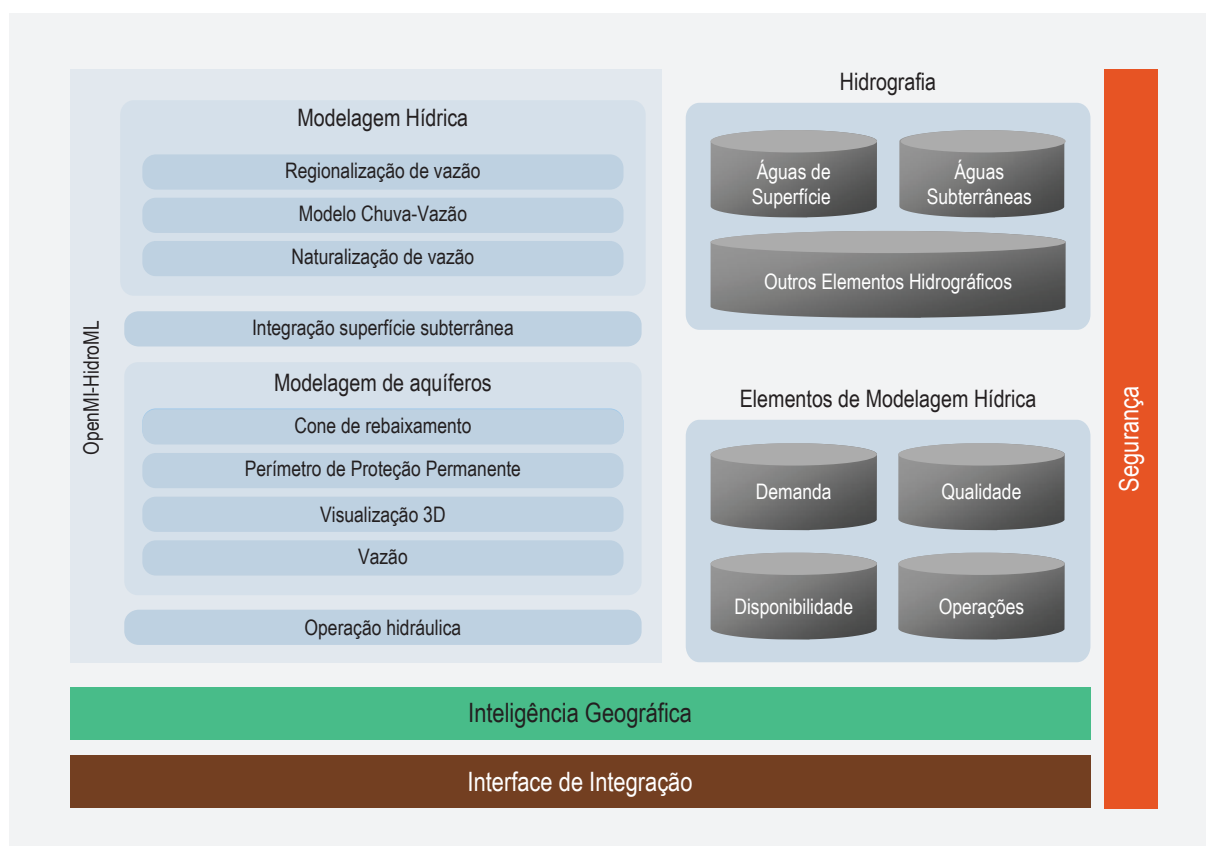 OpenMI-HidroML
Modelagem Hídrica
Regionalização de vazão
Modelo Chuva-Vazão
Naturalização de vazão
Integração superfície subterrânea
Modelagem de aquíferos
Cone de rebaixamento
Perímetro de Proteção Permanente
Visualização 3D
Vazão
Operação hidráulica
Hidrografia
Águas de
Superfície
Águas
Subterrâneas
Outros Elementos Hidrográficos
Elementos de Modelagem Hídrica
Demanda
Qualidade
Disponibilidade
Operações
Segurança
Inteligência Geográfica
Interface de Integração